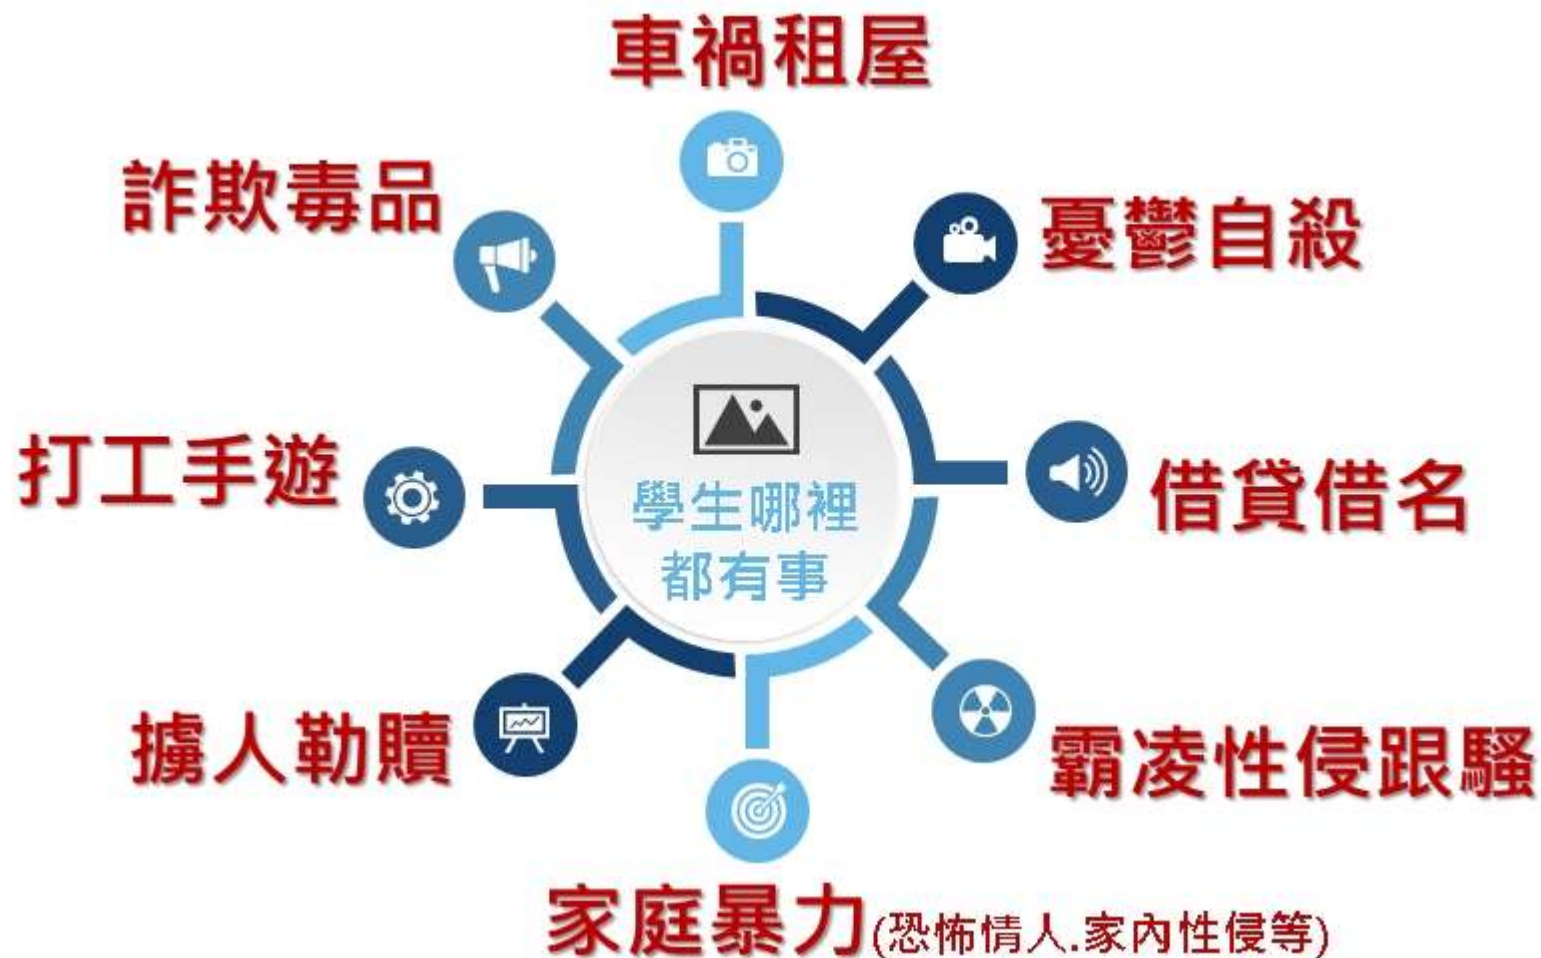 車禍租屋
詐欺毒品
憂鬱自殺
學生哪裡
都有事
打工手遊
借貸借名
擄人勒贖
霸凌性侵跟騷
家庭暴力(恐怖情人.家內性侵等)